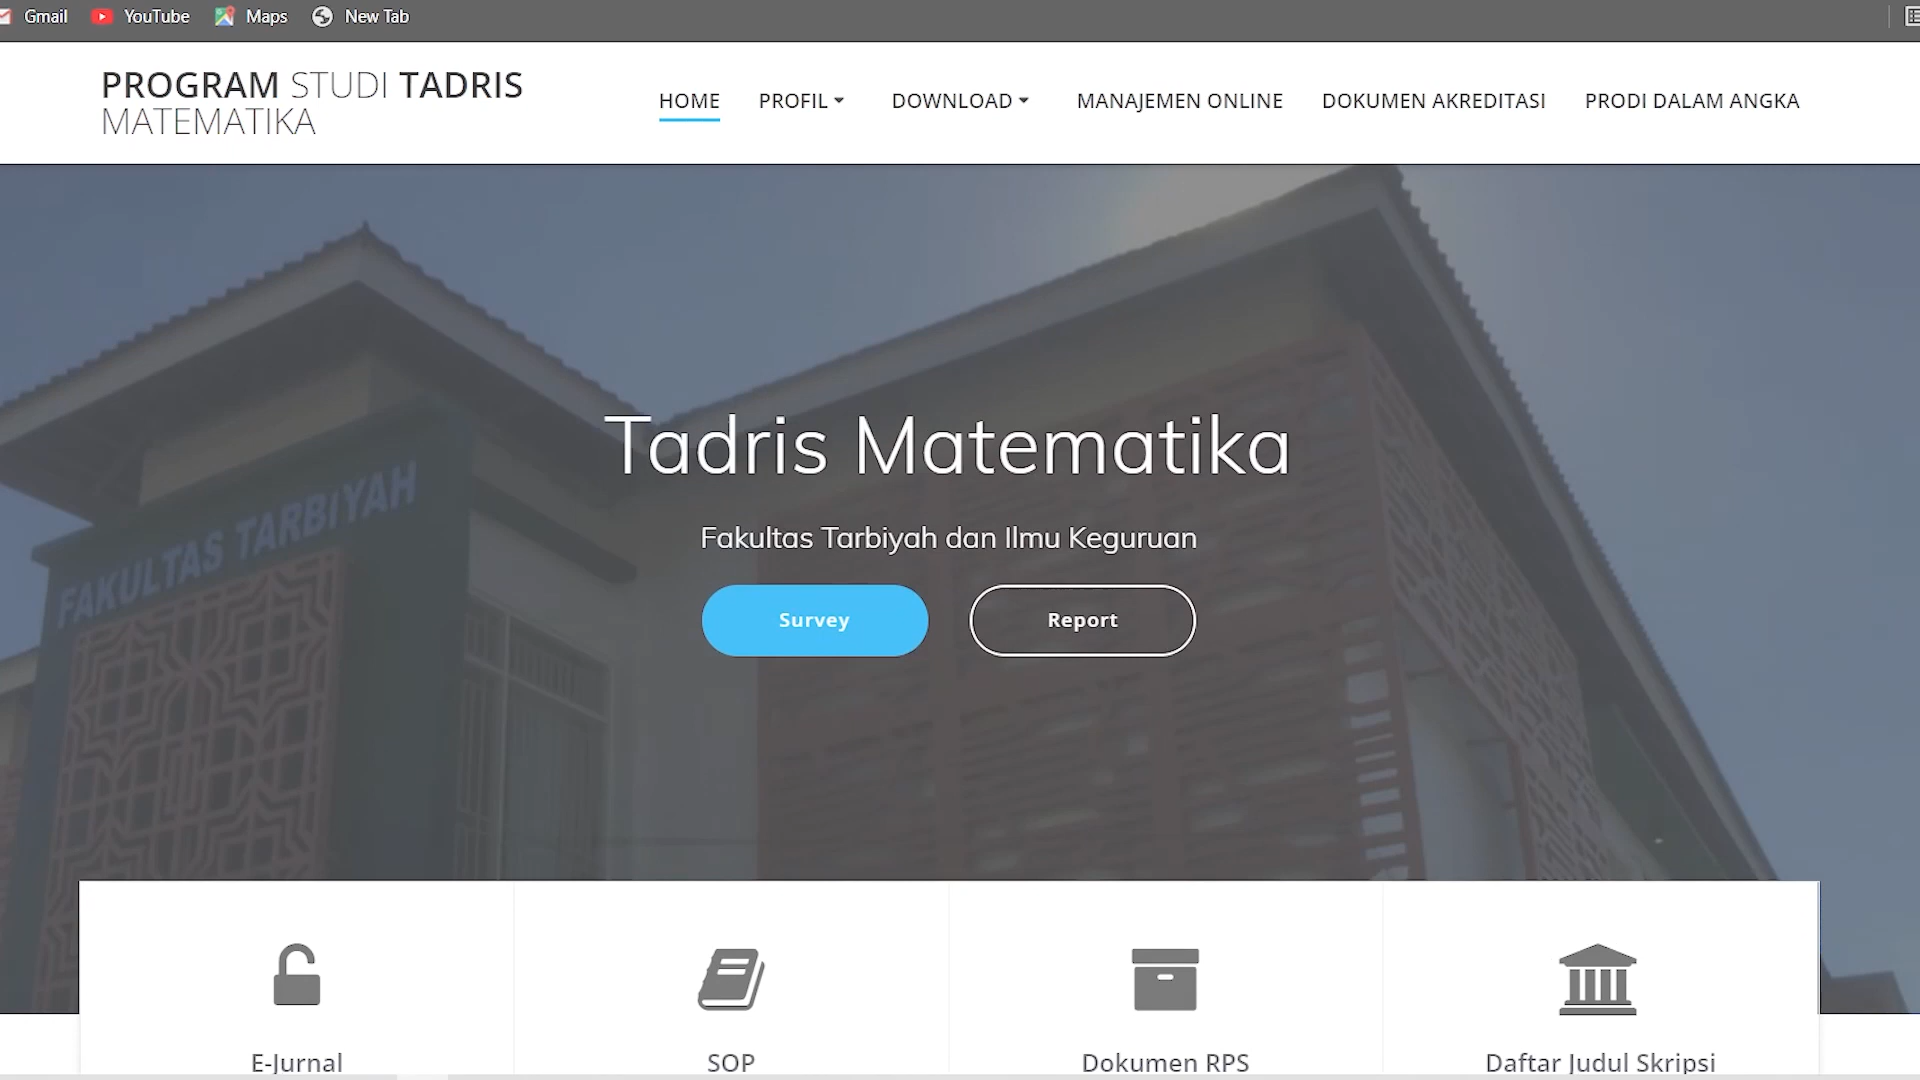 Gmail YouTube Maps New Tab
PROGRAM STUDI TADRIS
MATEMATIKA
HOME PROFIL DOWNLOAD MANAJEMEN ONLINE DOKUMEN AKREDITASI PRODI DALAM ANGKA
Tadris Matematika
FAKULTAS TARBIYAH
Fakultas Tarbiyah dan Ilmu Keguruan
Survey Report
E-Jurnal SOP Dokumen RPS Daftar Judul Skripsi